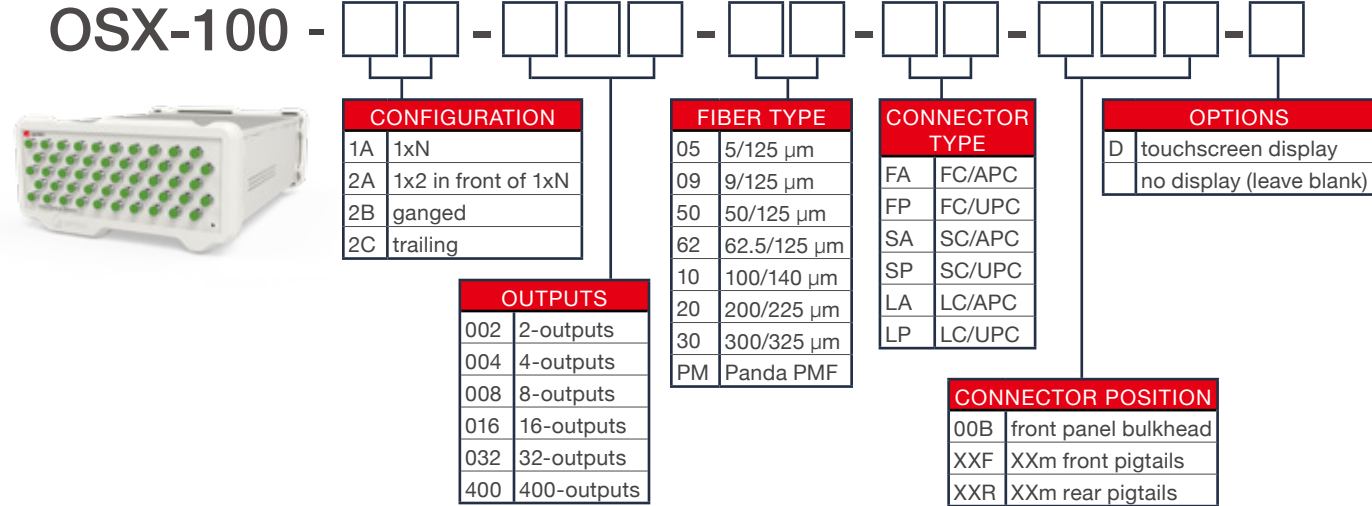 OSX-100 - - - - - -
CONFIGURATION
1A 1xN
2A 1x2 in front of 1xN
2B ganged
2C trailing
OUTPUTS
002 2-outputs
004 4-outputs
008 8-outputs
016 16-outputs
032 32-outputs
400 400-outputs
FIBER TYPE
05 5/125 µm
09 9/125 µm
50 50/125 µm
62 62.5/125 µm
10 100/140 µm
20 200/225 µm
30 300/325 µm
PM Panda PMF
CONNECTOR
TYPE
FA FC/APC
FP FC/UPC
SA SC/APC
SP SC/UPC
LA LC/APC
LP LC/UPC
CONNECTOR POSITION
00B front panel bulkhead
XXF XXm front pigtails
XXR XXm rear pigtails
OPTIONS
D touchscreen display
no display (leave blank)